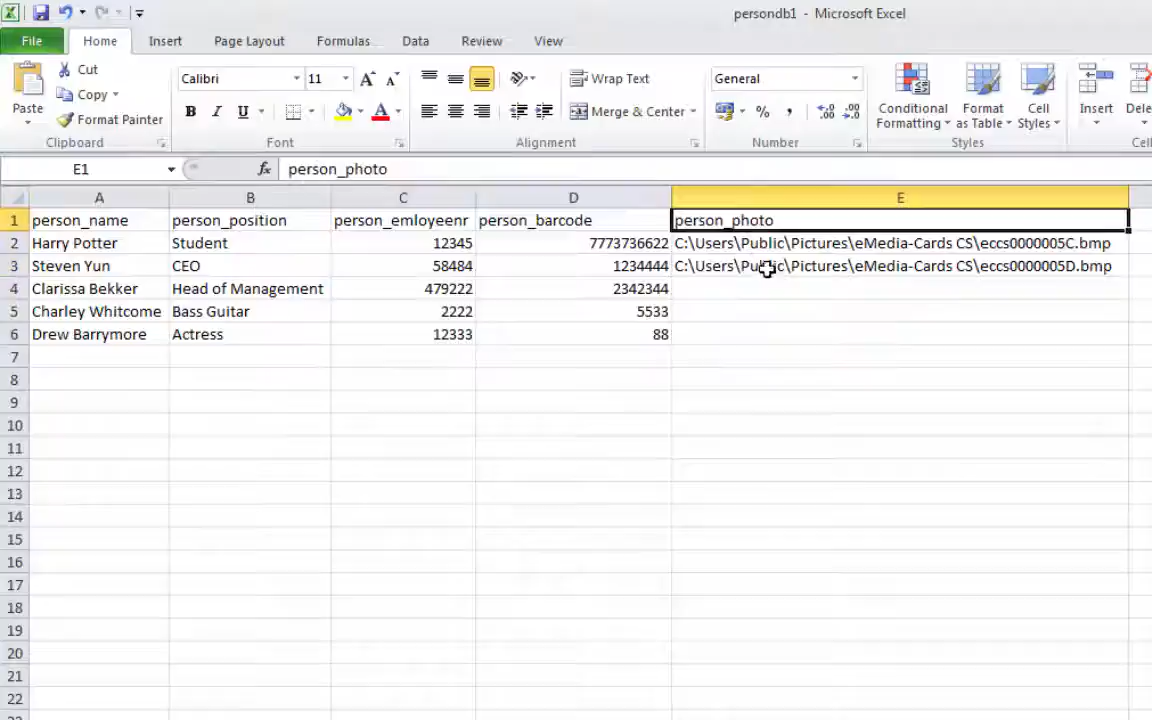 persondb1 - Microsoft Excel
File Home Insert Page Layout Formulas Data Review View
Paste
Cut
Copy
Format Painter
Clipboard
Calibri 11
B I U
Font
Wrap Text
Merge & Center
Alignment
General
%
Number
Conditional Formatting
Format as Table
Cell Styles
Styles
Insert
E1 fx person_photo
A B C D E
1 person_name person_position person_emloyeenr person_barcode person_photo
2 Harry Potter Student 12345 7773736622 C:\Users\Public\Pictures\eMedia-Cards CS\eccs0000005C.bmp
3 Steven Yun CEO 58484 1234444 C:\Users\Public\Pictures\eMedia-Cards CS\eccs0000005D.bmp
4 Clarissa Bekker Head of Management 479222 2342344
5 Charley Whitcome Bass Guitar 2222 5533
6 Drew Barrymore Actress 12333 88
7
8
9
10
11
12
13
14
15
16
17
18
19
20
21
22